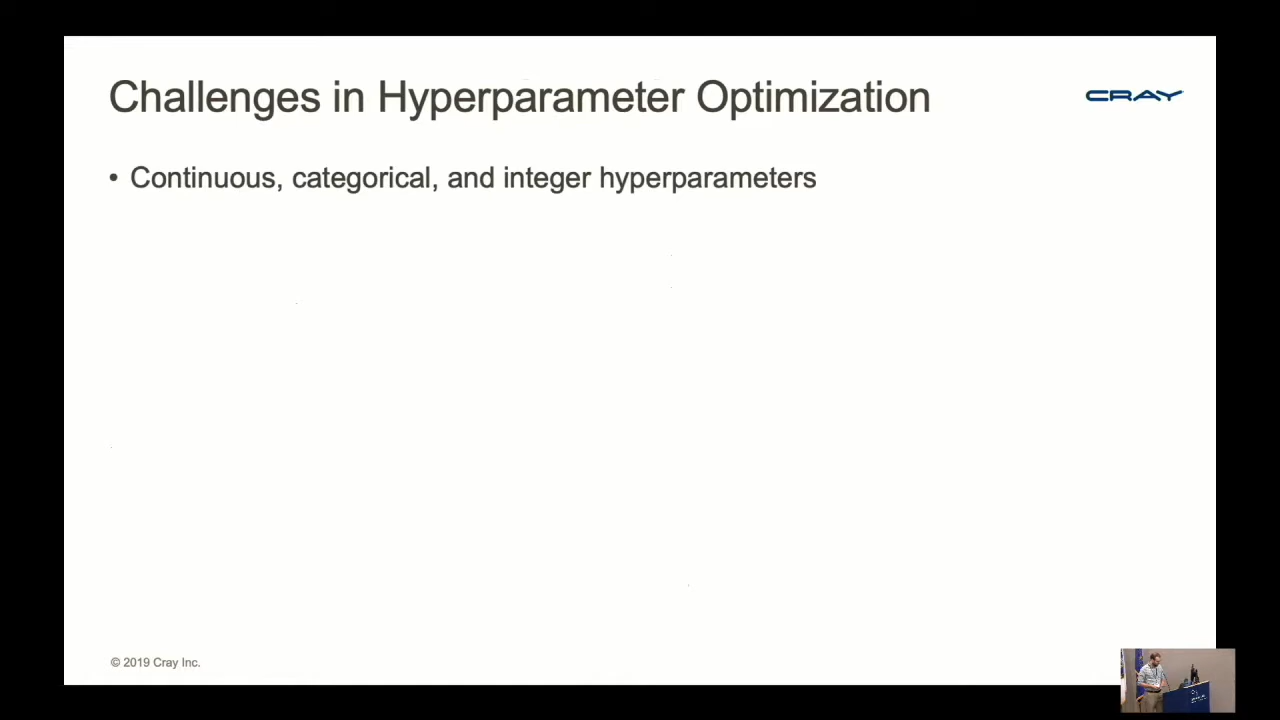 Challenges in Hyperparameter Optimization
CRAY
• Continuous, categorical, and integer hyperparameters
© 2019 Cray Inc.